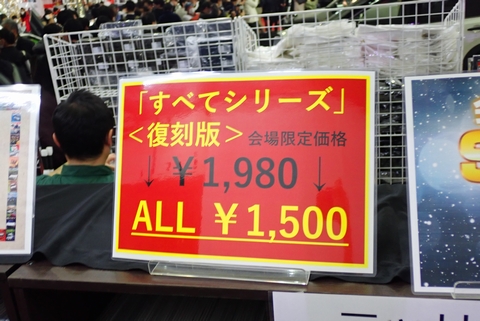 「すべてシリーズ」
<復刻版> 会場限定価格
↓ ￥1,980 ↓
ALL ￥1,500